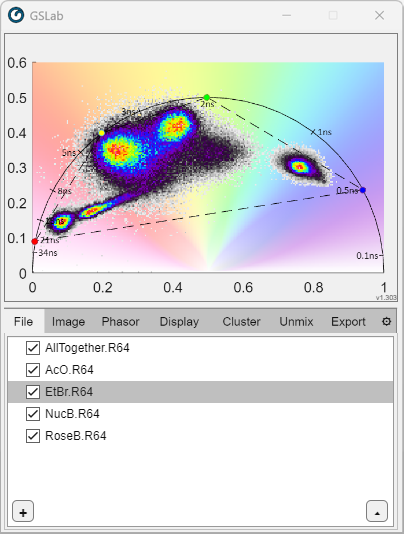 GSLab
0.6
0.5
0.4
0.3
0.2
0.1
0
0
0.2
0.4
0.6
0.8
1
3ns
2ns
1ns
5ns
8ns
0.5ns
21ns
34ns
0.1ns
v1.303
File Image Phasor Display Cluster Unmix Export
AllTogether.R64
AcO.R64
EtBr.R64
NucB.R64
RoseB.R64
+